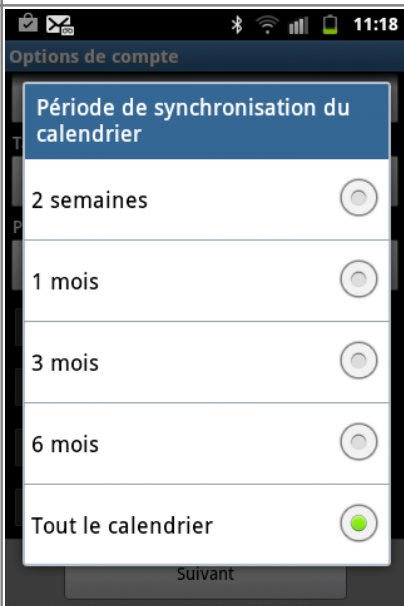 11:18
Options de compte
Période de synchronisation du
calendrier
T
P
2 semaines
1 mois
3 mois
6 mois
Tout le calendrier
Suivant